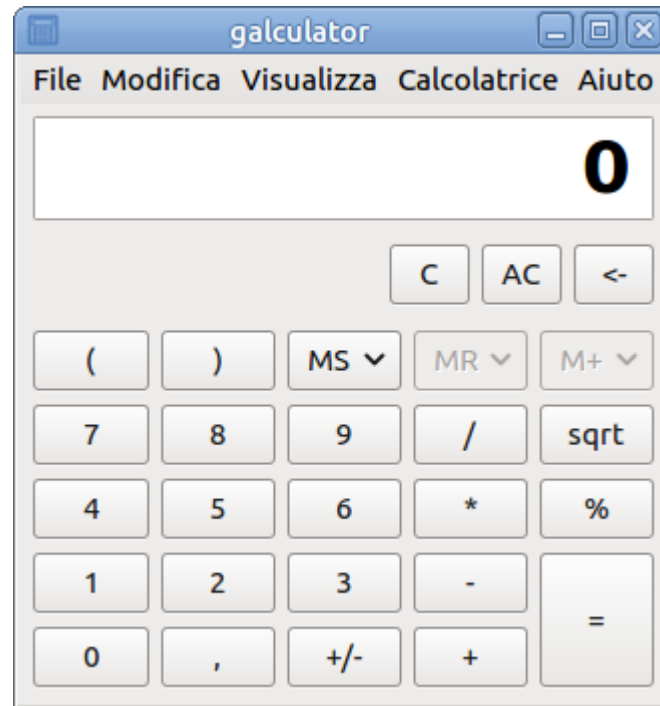 galculator
File Modifica Visualizza Calcolatrice Aiuto
0
C AC <-
( ) MS MR M+
7 8 9 / sqrt
4 5 6 * %
1 2 3 - =
0 , +/- +